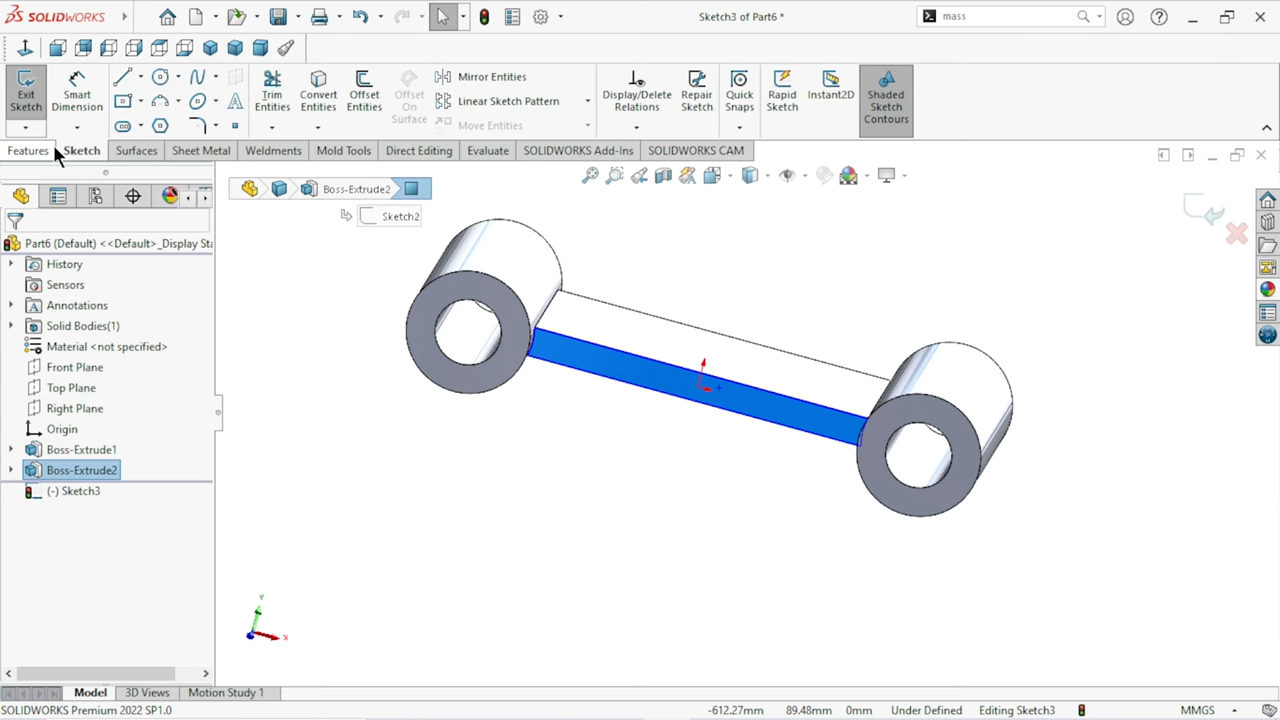 SOLIDWORKS
Sketch3 of Part6 *
mass
Exit Sketch
Smart Dimension
Trim Entities
Convert Entities
Offset Entities
Offset On Surface
Mirror Entities
Linear Sketch Pattern
Move Entities
Display/Delete Relations
Repair Sketch
Quick Snaps
Rapid Sketch
Instant2D
Shaded Sketch Contours
Features
Sketch
Surfaces
Sheet Metal
Weldments
Mold Tools
Direct Editing
Evaluate
SOLIDWORKS Add-Ins
SOLIDWORKS CAM
Boss-Extrude2
Sketch2
Part6 (Default) <<Default>_Display Sta
History
Sensors
Annotations
Solid Bodies(1)
Material <not specified>
Front Plane
Top Plane
Right Plane
Origin
Boss-Extrude1
Boss-Extrude2
(-) Sketch3
Y
X
Model
3D Views
Motion Study 1
SOLIDWORKS Premium 2022 SP1.0
-612.27mm
89.48mm
0mm
Under Defined
Editing Sketch3
MMGS